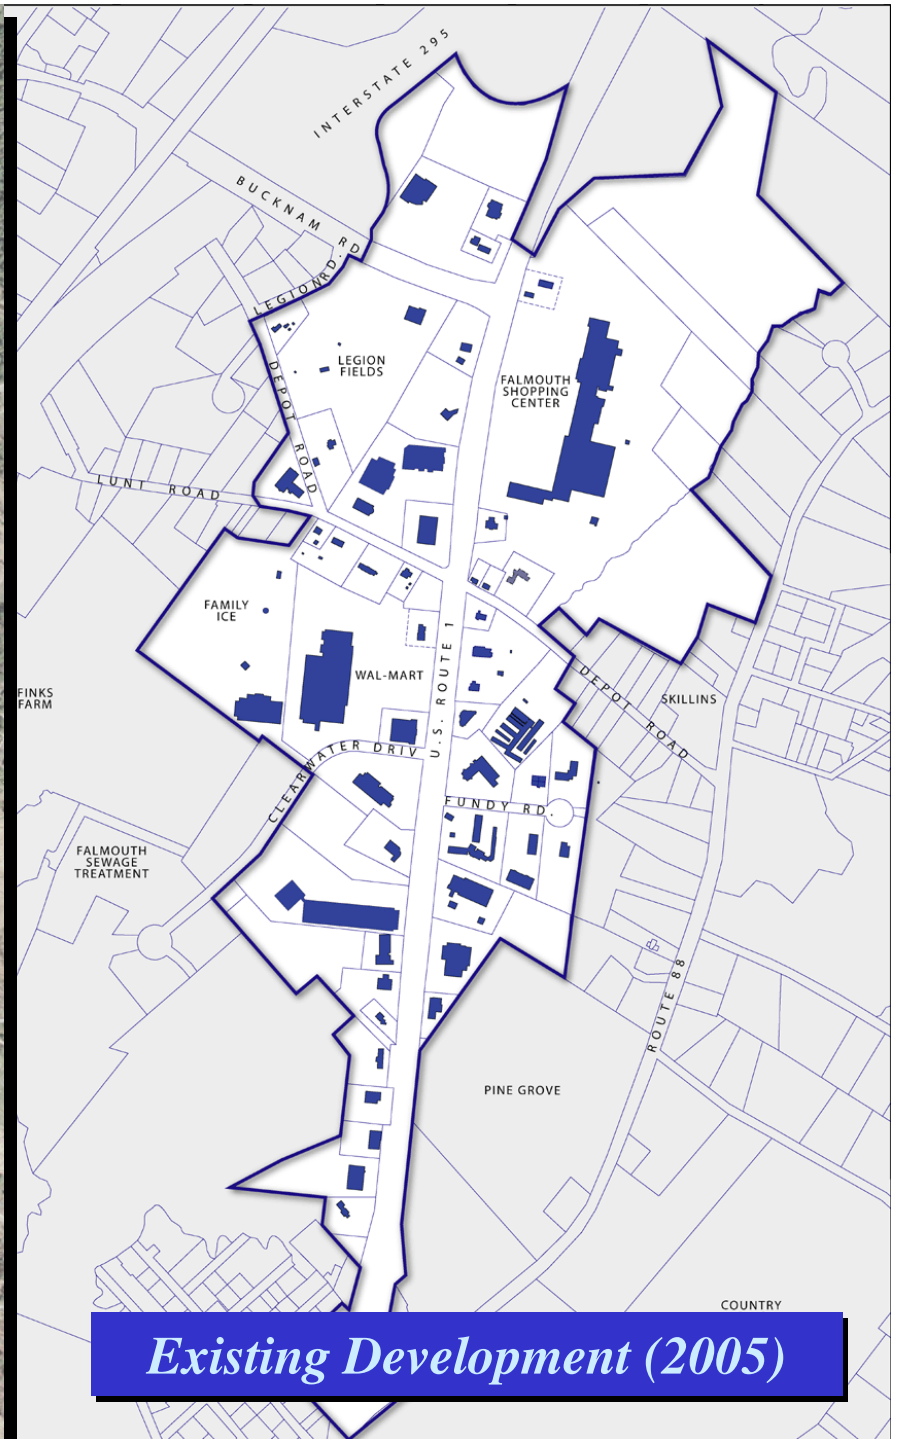 INTERSTATE 295
BUCKNAM RD.
LEGION RD.
LEGION
FIELDS
DEPOT ROAD
FALMOUTH
SHOPPING
CENTER
LUNT ROAD
FAMILY
ICE
WAL-MART
U.S. ROUTE 1
FINKS
FARM
SKILLINS
DEPOT ROAD
CLEARWATER DRIV
FUNDY RD.
FALMOUTH
SEWAGE
TREATMENT
ROUTE 88
PINE GROVE
COUNTRY
Existing Development (2005)